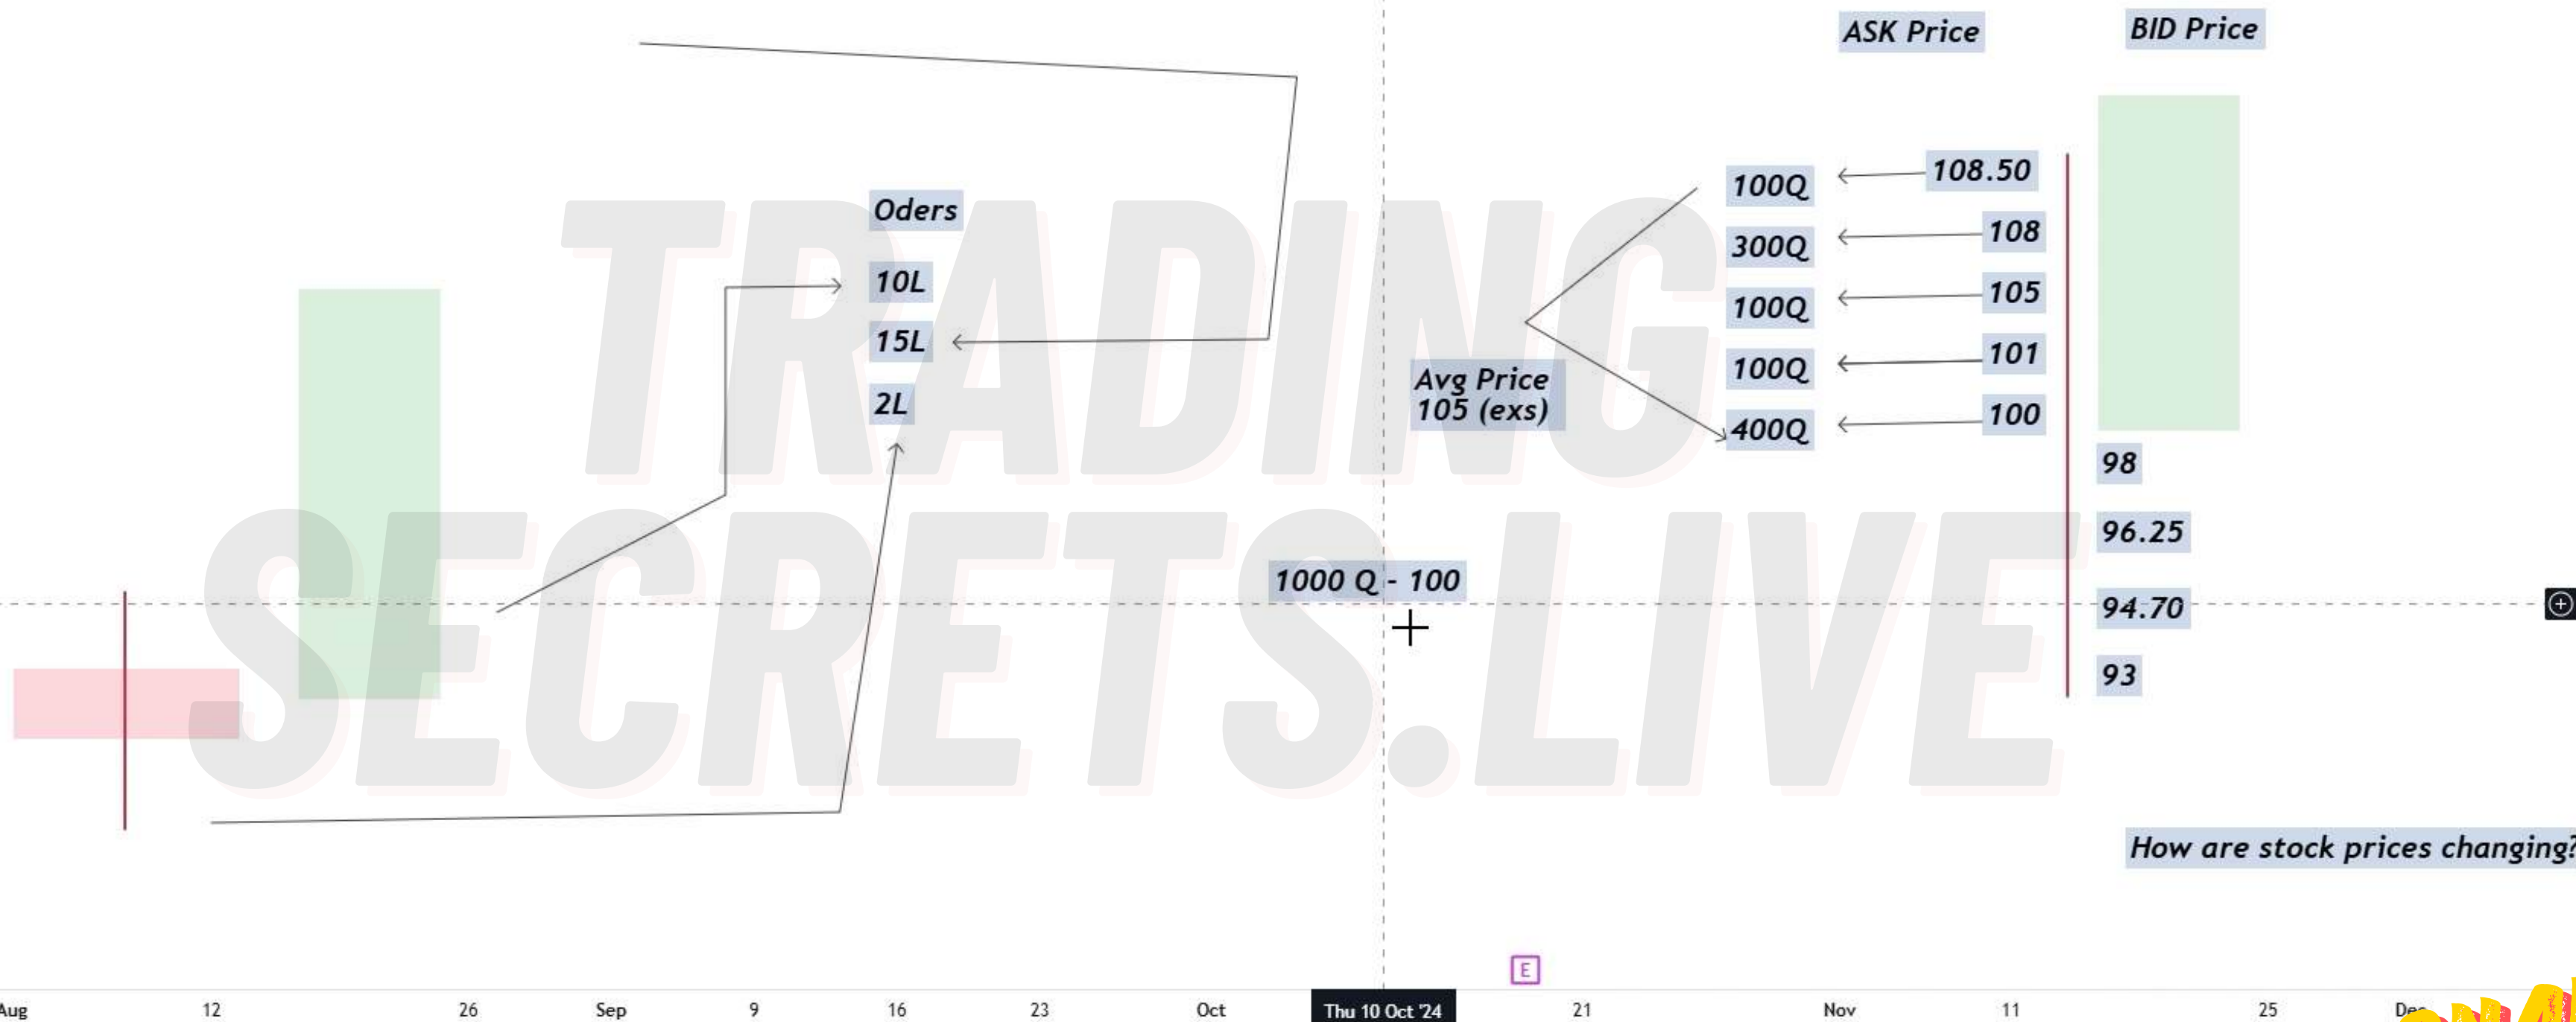 ASK Price
BID Price
Oders
10L
15L
2L
100Q
108.50
300Q
108
100Q
105
100Q
101
400Q
100
Avg Price
105 (exs)
98
96.25
94.70
93
1000 Q - 100
TRADING
SECRETS.LIVE
How are stock prices changing?
E
Aug
12
26
Sep
9
16
23
Oct
Thu 10 Oct '24
21
Nov
11
25